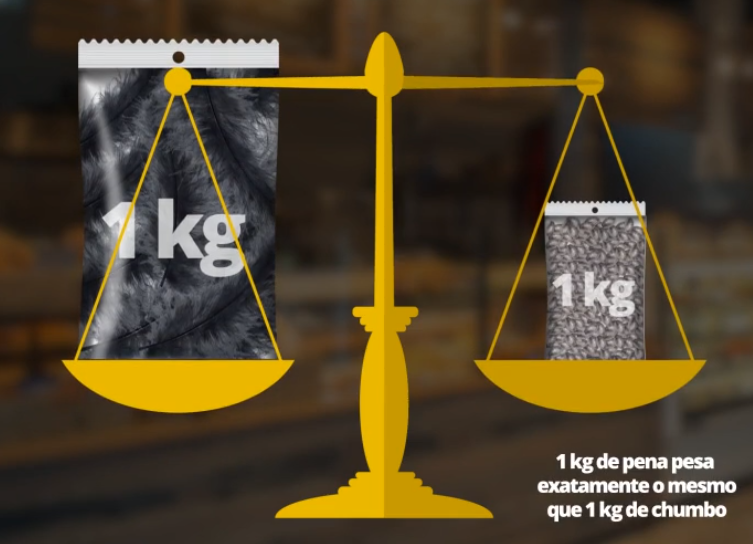 1 kg
1 kg
1 kg de pena pesa
exatamente o mesmo
que 1 kg de chumbo